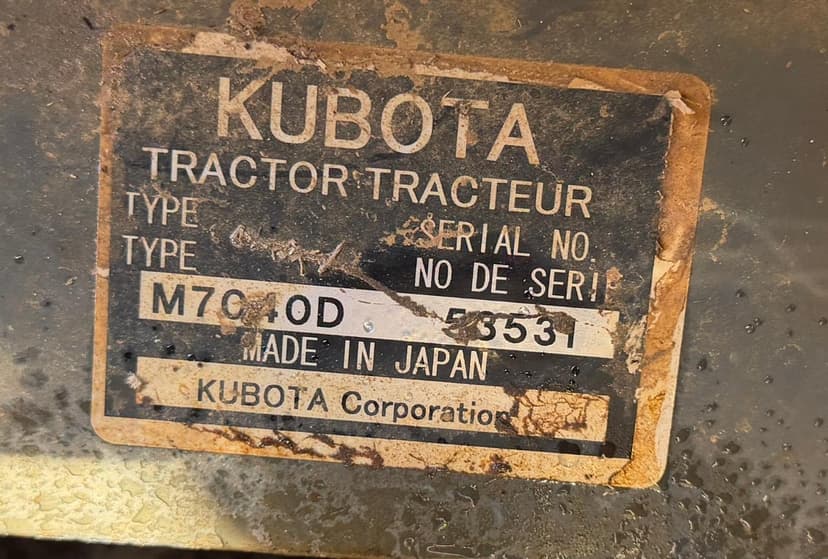 KUBOTA
TRACTOR TRACTEUR
TYPE SERIAL NO.
TYPE NO DE SERI
M7040D 53531
MADE IN JAPAN
KUBOTA Corporation